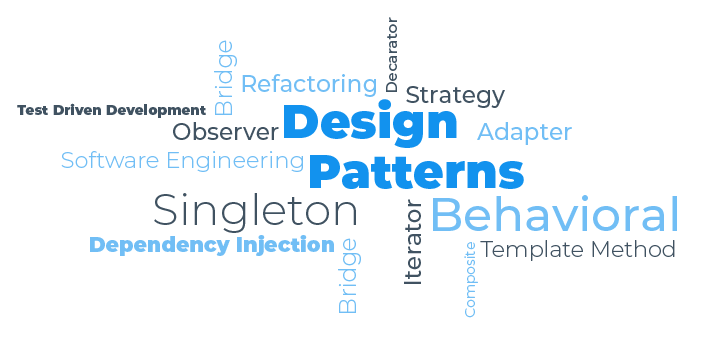 Decarator
Bridge
Refactoring
Strategy
Test Driven Development
Design
Observer
Adapter
Software Engineering
Patterns
Singleton
Behavioral
Iterator
Dependency Injection
Template Method
Bridge
Composite